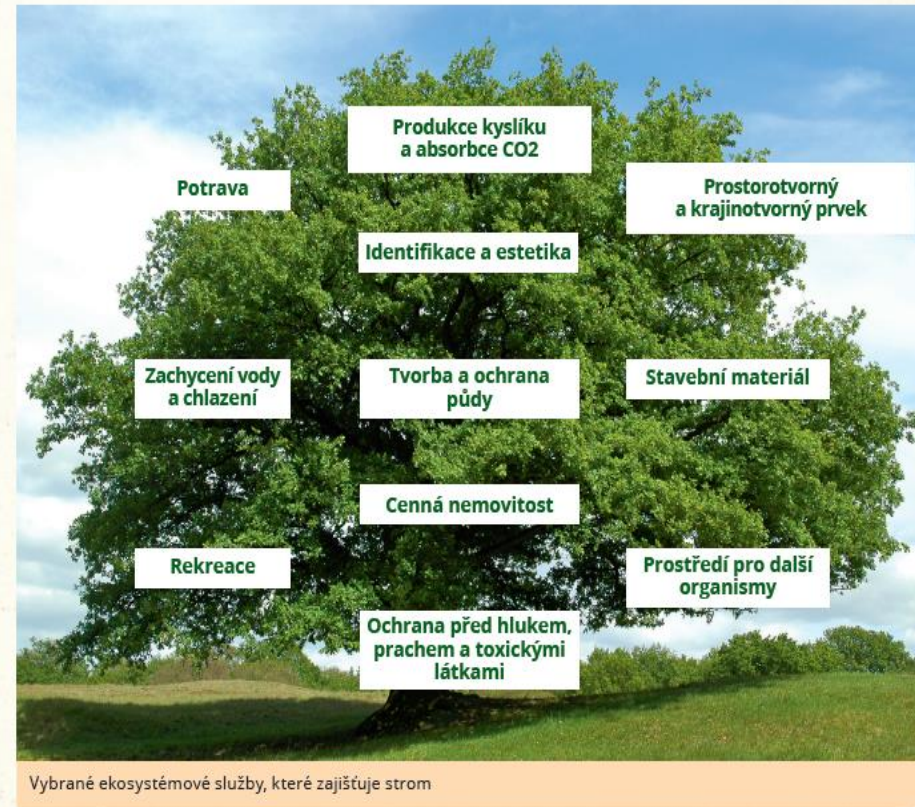 Produkce kyslíku
a absorbce CO2
Potrava
Prostorotvorný
a krajinotvorný prvek
Identifikace a estetika
Zachycení vody
a chlazení
Tvorba a ochrana
půdy
Stavební materiál
Cenná nemovitost
Rekreace
Prostředí pro další
organismy
Ochrana před hlukem,
prachem a toxickými
látkami
Vybrané ekosystémové služby, které zajišťuje strom